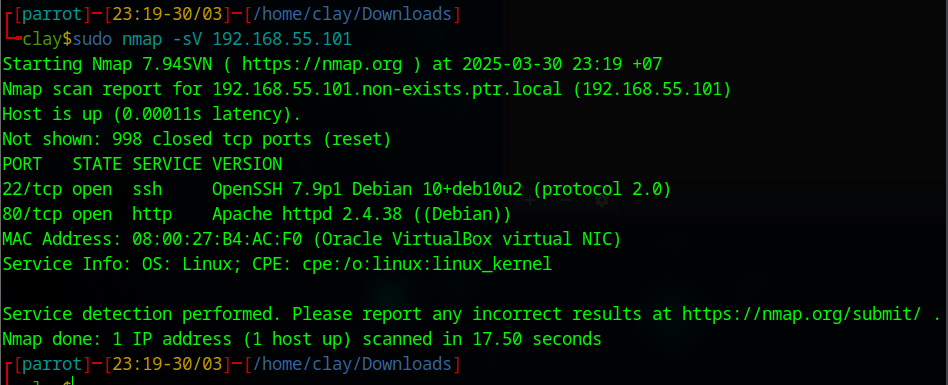 ┌─[parrot]─[23:19-30/03]─[/home/clay/Downloads]
└╼clay$sudo nmap -sV 192.168.55.101
Starting Nmap 7.94SVN ( https://nmap.org ) at 2025-03-30 23:19 +07
Nmap scan report for 192.168.55.101.non-exists.ptr.local (192.168.55.101)
Host is up (0.00011s latency).
Not shown: 998 closed tcp ports (reset)
PORT   STATE SERVICE VERSION
22/tcp open  ssh     OpenSSH 7.9p1 Debian 10+deb10u2 (protocol 2.0)
80/tcp open  http    Apache httpd 2.4.38 ((Debian))
MAC Address: 08:00:27:B4:AC:F0 (Oracle VirtualBox virtual NIC)
Service Info: OS: Linux; CPE: cpe:/o:linux:linux_kernel
Service detection performed. Please report any incorrect results at https://nmap.org/submit/ .
Nmap done: 1 IP address (1 host up) scanned in 17.50 seconds
┌─[parrot]─[23:19-30/03]─[/home/clay/Downloads]